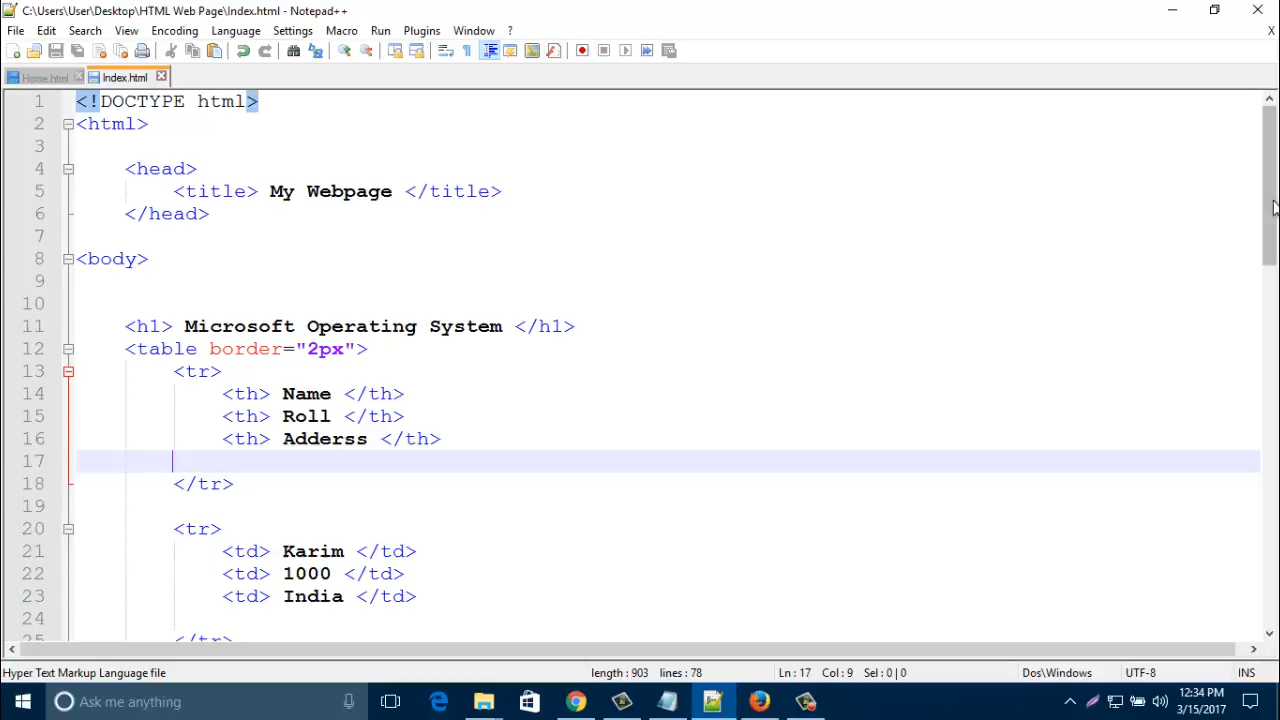 C:\Users\User\Desktop\HTML Web Page\Index.html - Notepad++
File Edit Search View Encoding Language Settings Macro Run Plugins Window ? X
Home.html Index.html
1 <!DOCTYPE html>
2 <html>
3
4 <head>
5 <title> My Webpage </title>
6 </head>
7
8 <body>
9
10
11 <h1> Microsoft Operating System </h1>
12 <table border="2px">
13 <tr>
14 <th> Name </th>
15 <th> Roll </th>
16 <th> Adderss </th>
17
18 </tr>
19
20 <tr>
21 <td> Karim </td>
22 <td> 1000 </td>
23 <td> India </td>
24
25 </tr>
Hyper Text Markup Language file length : 903 lines : 78 Ln : 17 Col : 9 Sel : 0 | 0 Dos\Windows UTF-8 INS
Ask me anything
12:34 PM
3/15/2017